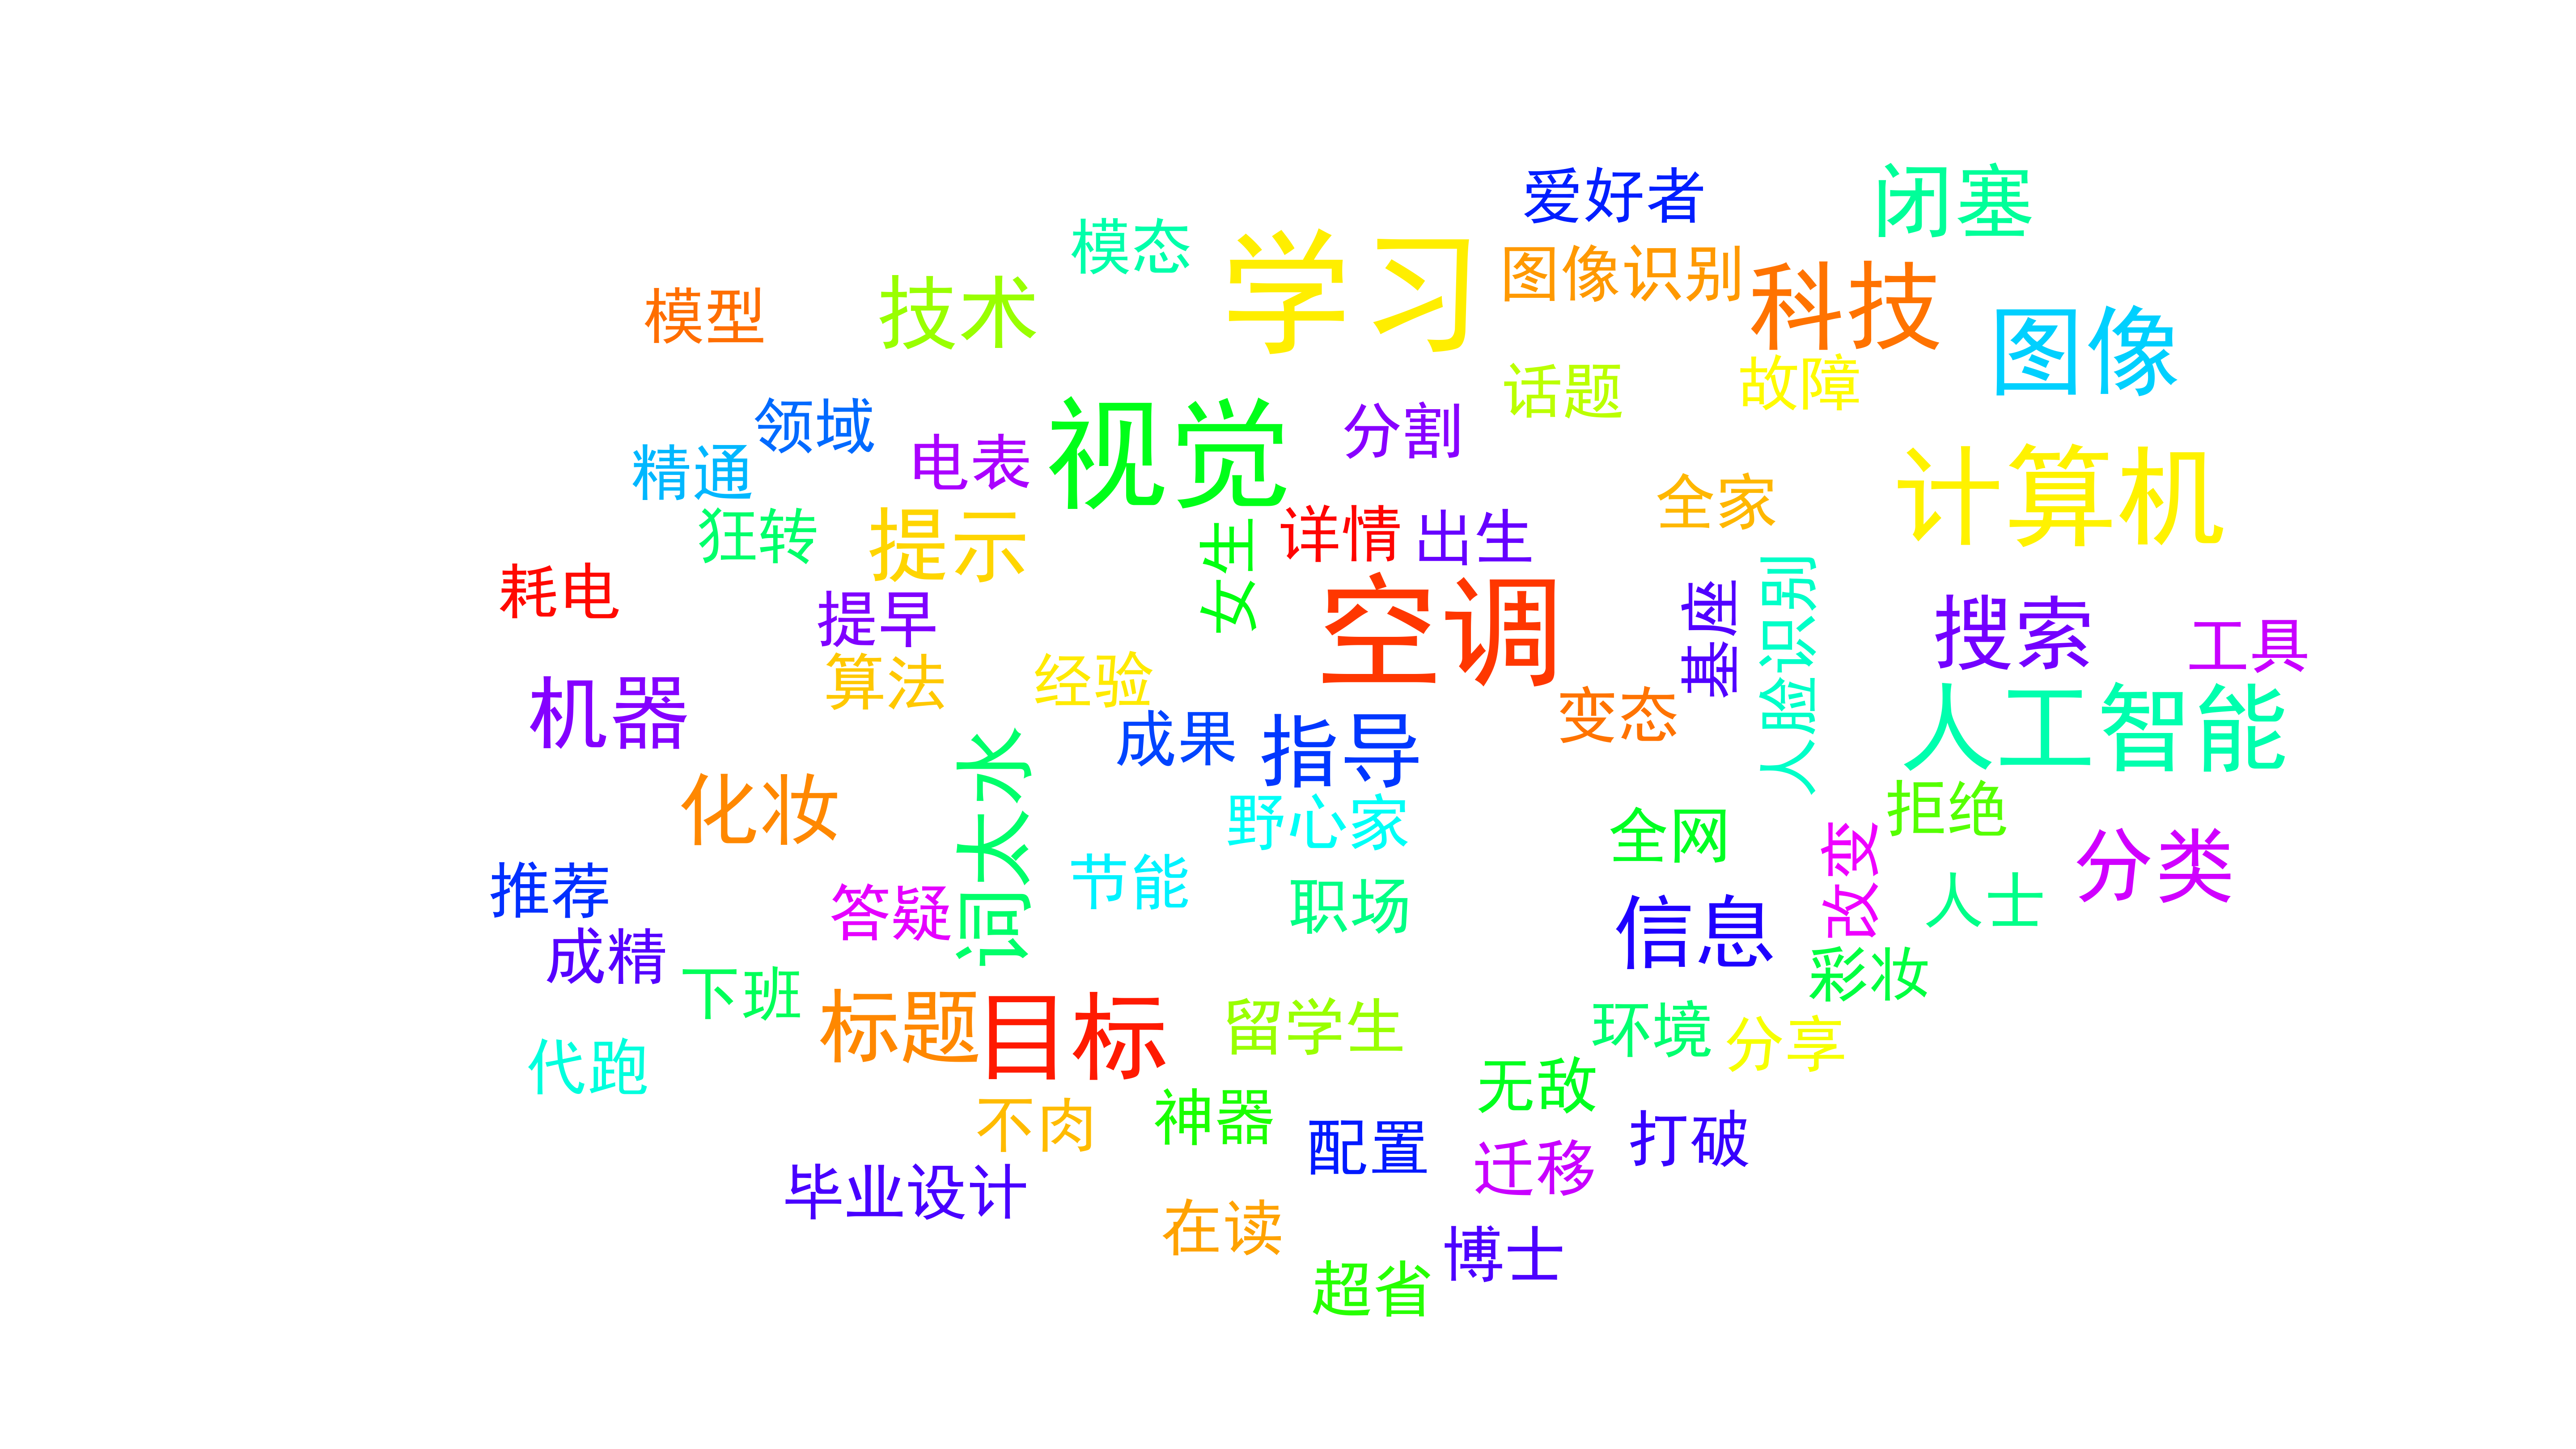 爱好者
闭塞
模态
学习
图像识别
科技
模型
技术
图像
话题
故障
领域
视觉
分割
电表
精通
计算机
全家
狂转
提示
女生
详情
出生
耗电
提早
空调
基座
人脸识别
搜索
工具
机器
算法
经验
成果
指导
变态
人工智能
化妆
词太水
野心家
全网
改变
拒绝
分类
推荐
答疑
节能
职场
信息
人士
成精
下班
标题
目标
留学生
环境
分享
彩妆
代跑
不肉
神器
配置
无敌
迁移
打破
毕业设计
在读
博士
超省